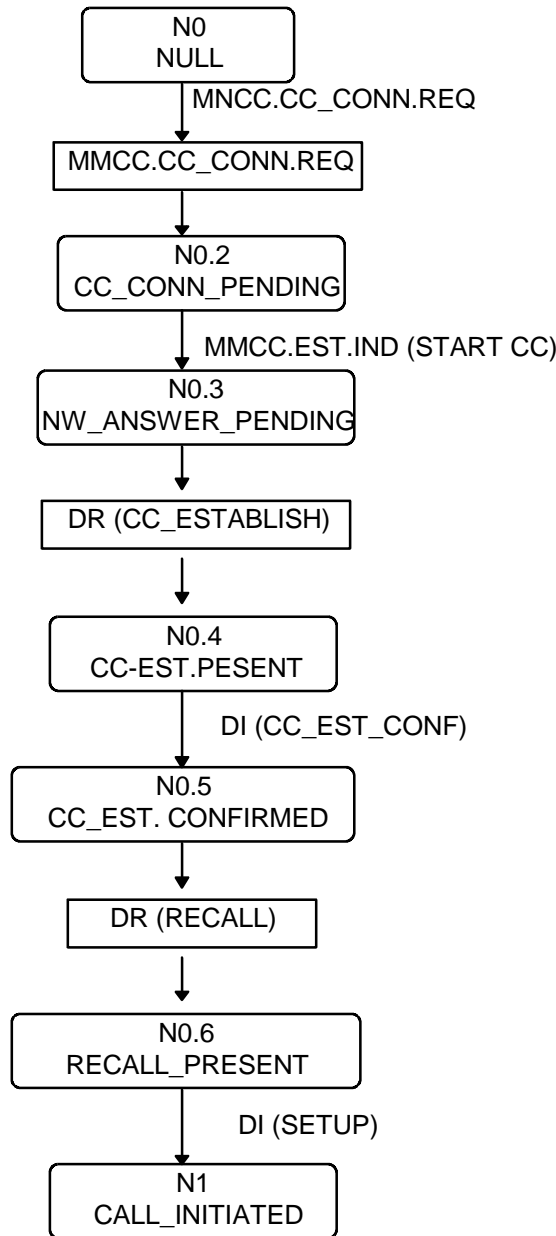 N0
NULL
MNCC.CC_CONN.REQ
MMCC.CC_CONN.REQ
N0.2
CC_CONN_PENDING
MMCC.EST.IND (START CC)
N0.3
NW_ANSWER_PENDING
DR (CC_ESTABLISH)
N0.4
CC-EST.PESENT
DI (CC_EST_CONF)
N0.5
CC_EST. CONFIRMED
DR (RECALL)
N0.6
RECALL_PRESENT
DI (SETUP)
N1
CALL_INITIATED